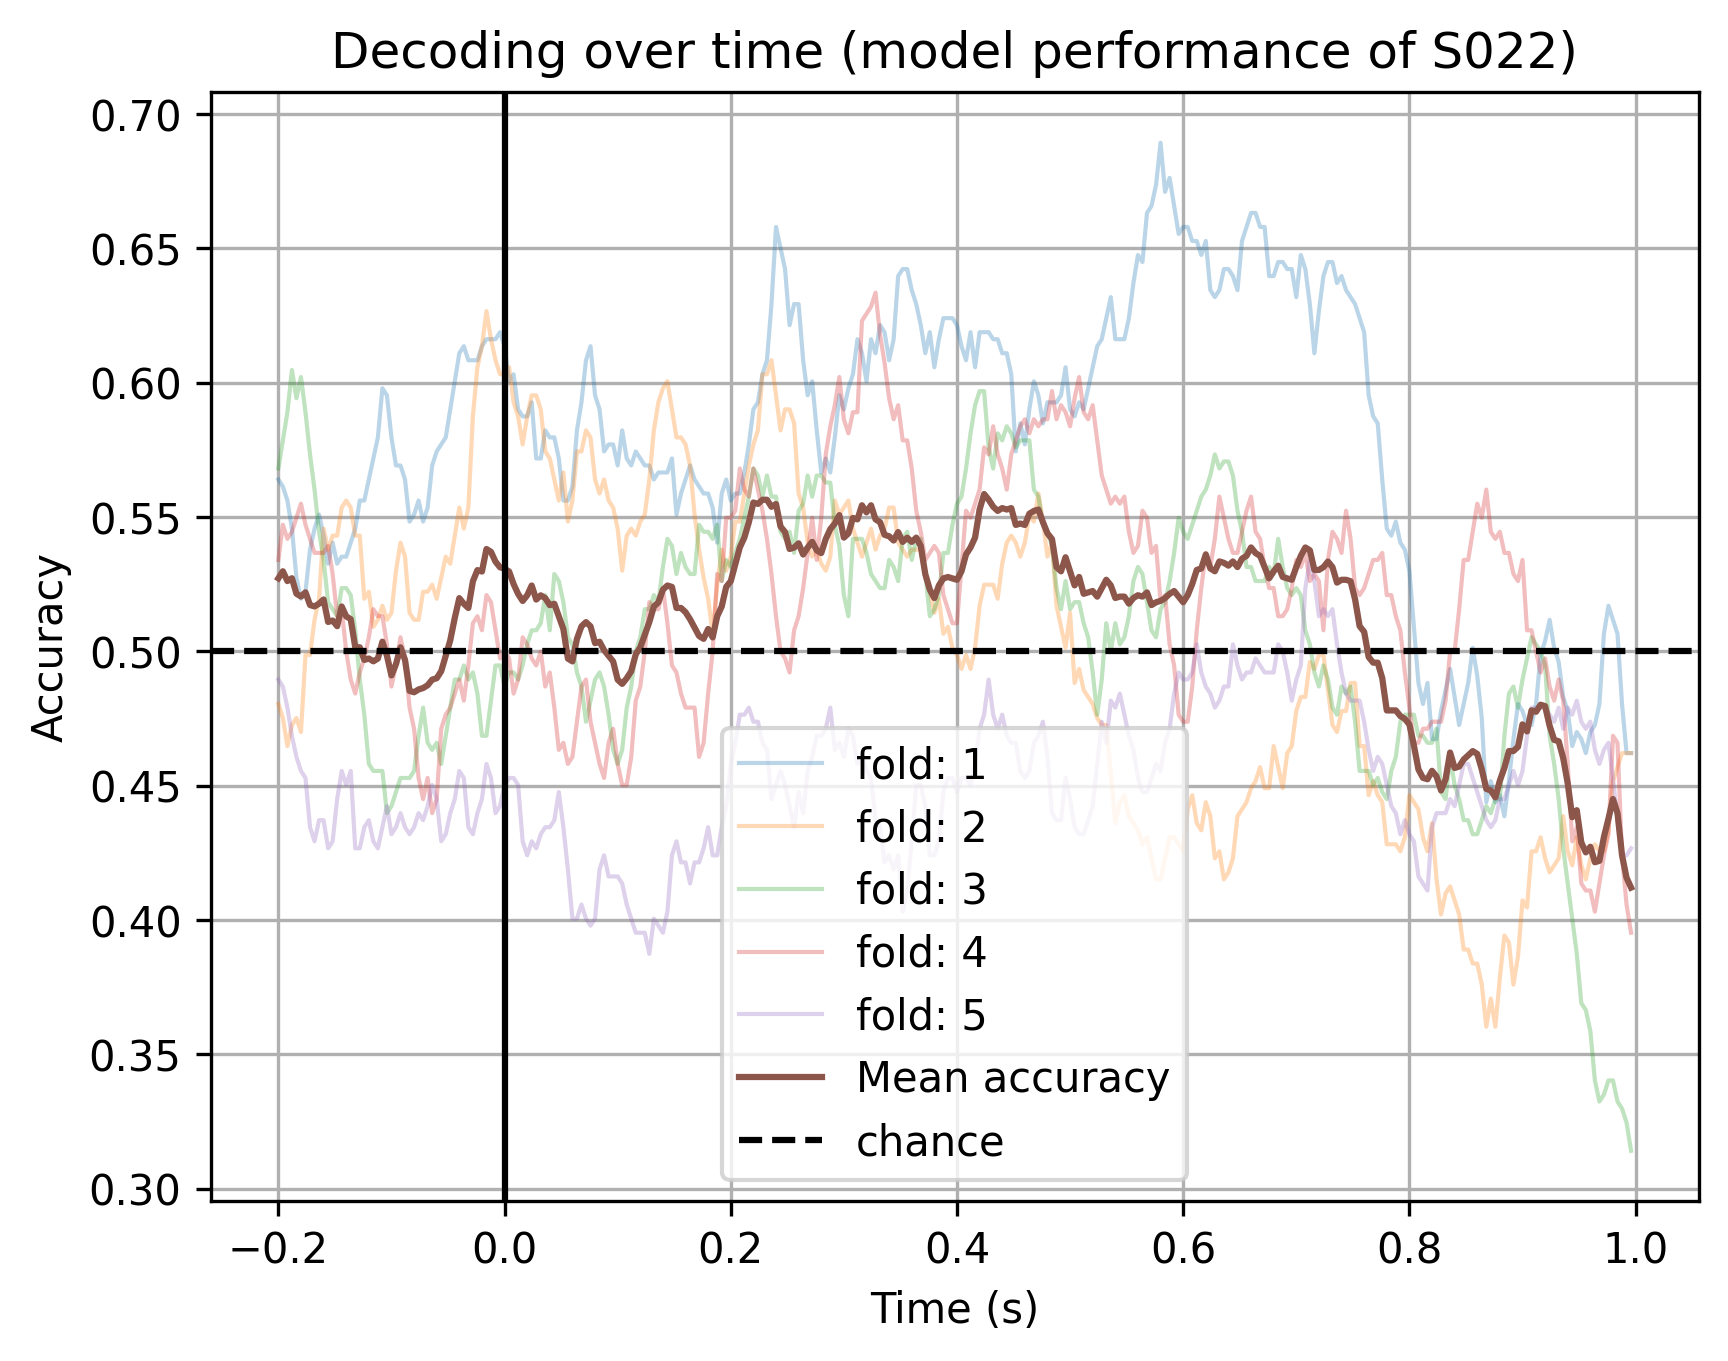 Decoding over time (model performance of S022)
Accuracy
0.70
0.65
0.60
0.55
0.50
0.45
0.40
0.35
0.30
fold: 1
fold: 2
fold: 3
fold: 4
fold: 5
Mean accuracy
chance
−0.2 0.0 0.2 0.4 0.6 0.8 1.0
Time (s)